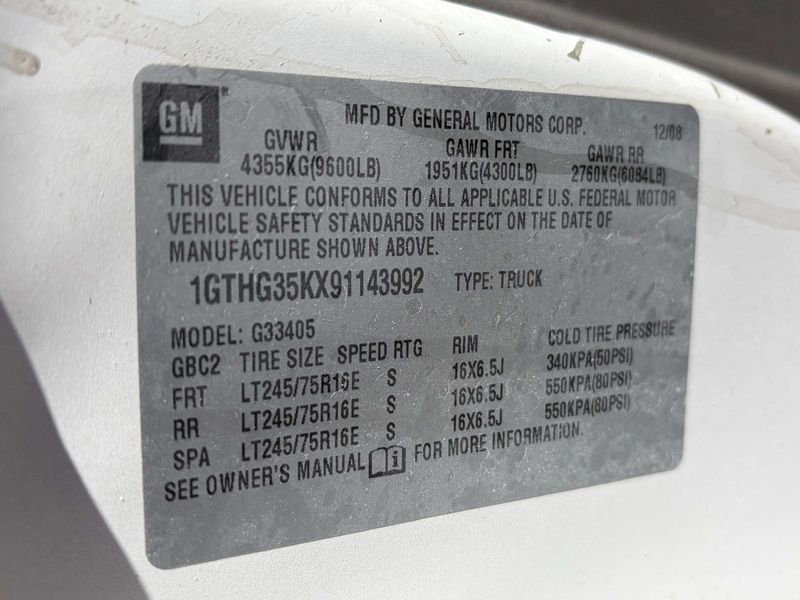 GM® MFD BY GENERAL MOTORS CORP. 12/08
GVWR GAWR FRT GAWR RR
4355KG(9600LB) 1951KG(4300LB) 2760KG(6084LB)
THIS VEHICLE CONFORMS TO ALL APPLICABLE U.S. FEDERAL MOTOR
VEHICLE SAFETY STANDARDS IN EFFECT ON THE DATE OF
MANUFACTURE SHOWN ABOVE.
1GTHG35KX91143992 TYPE: TRUCK
MODEL: G33405
GBC2 TIRE SIZE SPEED RTG RIM COLD TIRE PRESSURE
FRT LT245/75R16E S 16X6.5J 340KPA(50PSI)
RR LT245/75R16E S 16X6.5J 550KPA(80PSI)
SPA LT245/75R16E S 16X6.5J 550KPA(80PSI)
SEE OWNER'S MANUAL i FOR MORE INFORMATION.